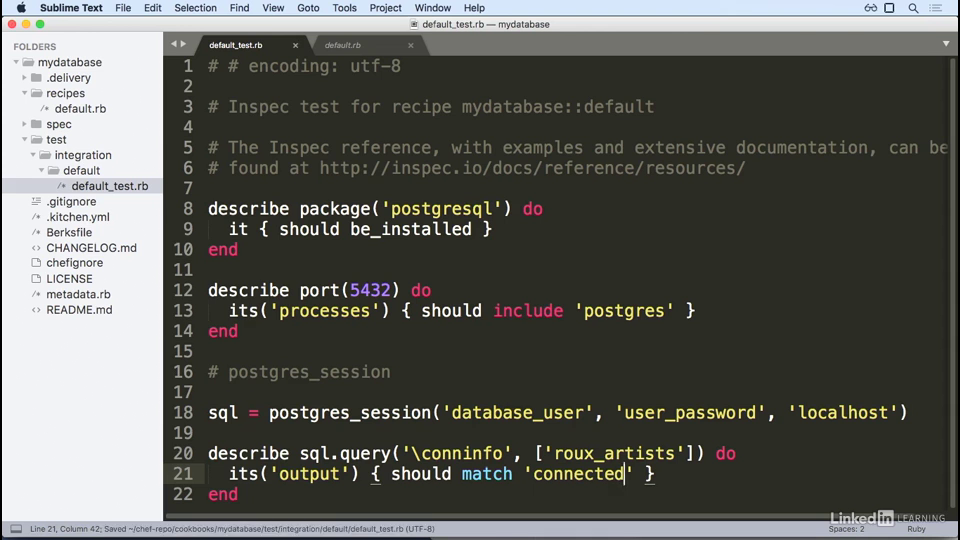 Sublime Text File Edit Selection Find View Goto Tools Project Window Help
default_test.rb — mydatabase
FOLDERS
mydatabase
.delivery
recipes
default.rb
spec
test
integration
default
default_test.rb
.gitignore
.kitchen.yml
Berksfile
CHANGELOG.md
chefignore
LICENSE
metadata.rb
README.md
default_test.rb × default.rb ×
1 # # encoding: utf-8
2
3 # Inspec test for recipe mydatabase::default
4
5 # The Inspec reference, with examples and extensive documentation, can be
6 # found at http://inspec.io/docs/reference/resources/
7
8 describe package('postgresql') do
9 it { should be_installed }
10 end
11
12 describe port(5432) do
13 its('processes') { should include 'postgres' }
14 end
15
16 # postgres_session
17
18 sql = postgres_session('database_user', 'user_password', 'localhost')
19
20 describe sql.query('\conninfo', ['roux_artists']) do
21 its('output') { should match 'connected' }
22 end
Line 21, Column 42; Saved ~/chef-repo/cookbooks/mydatabase/test/integration/default/default_test.rb (UTF-8)
Spaces: 2
Ruby
LinkedIn LEARNING